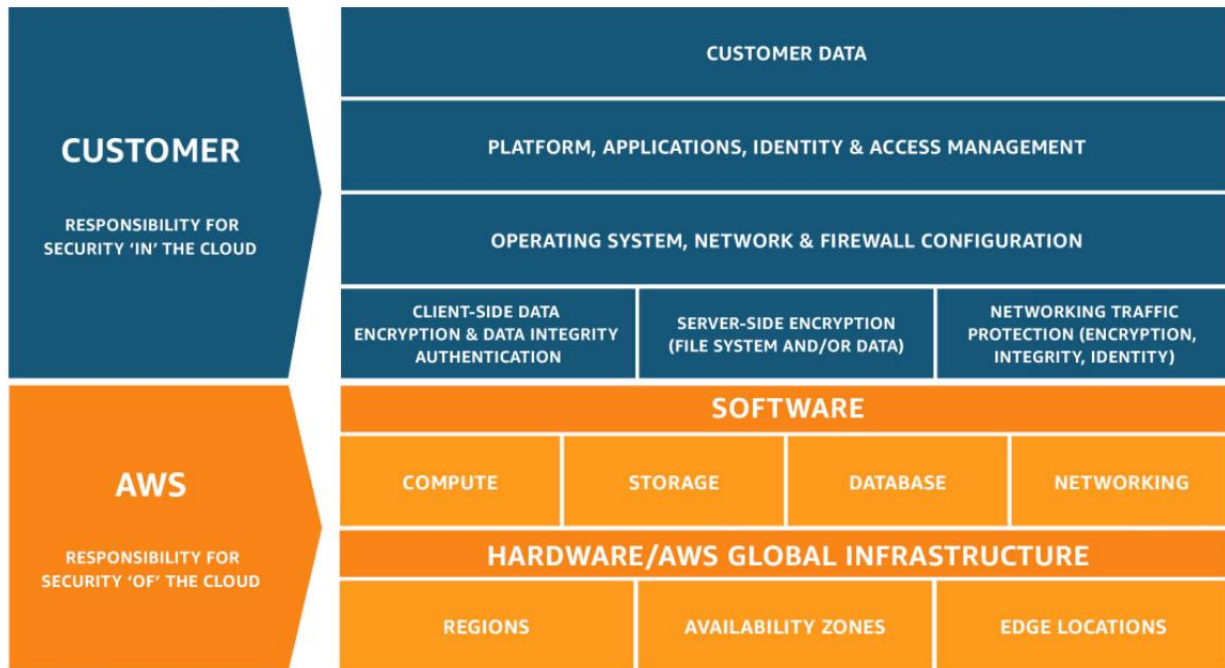 CUSTOMER
RESPONSIBILITY FOR
SECURITY ‘IN’ THE CLOUD
CUSTOMER DATA
PLATFORM, APPLICATIONS, IDENTITY & ACCESS MANAGEMENT
OPERATING SYSTEM, NETWORK & FIREWALL CONFIGURATION
CLIENT-SIDE DATA
ENCRYPTION & DATA INTEGRITY
AUTHENTICATION
SERVER-SIDE ENCRYPTION
(FILE SYSTEM AND/OR DATA)
NETWORKING TRAFFIC
PROTECTION (ENCRYPTION,
INTEGRITY, IDENTITY)
AWS
RESPONSIBILITY FOR
SECURITY ‘OF’ THE CLOUD
SOFTWARE
COMPUTE
STORAGE
DATABASE
NETWORKING
HARDWARE/AWS GLOBAL INFRASTRUCTURE
REGIONS
AVAILABILITY ZONES
EDGE LOCATIONS